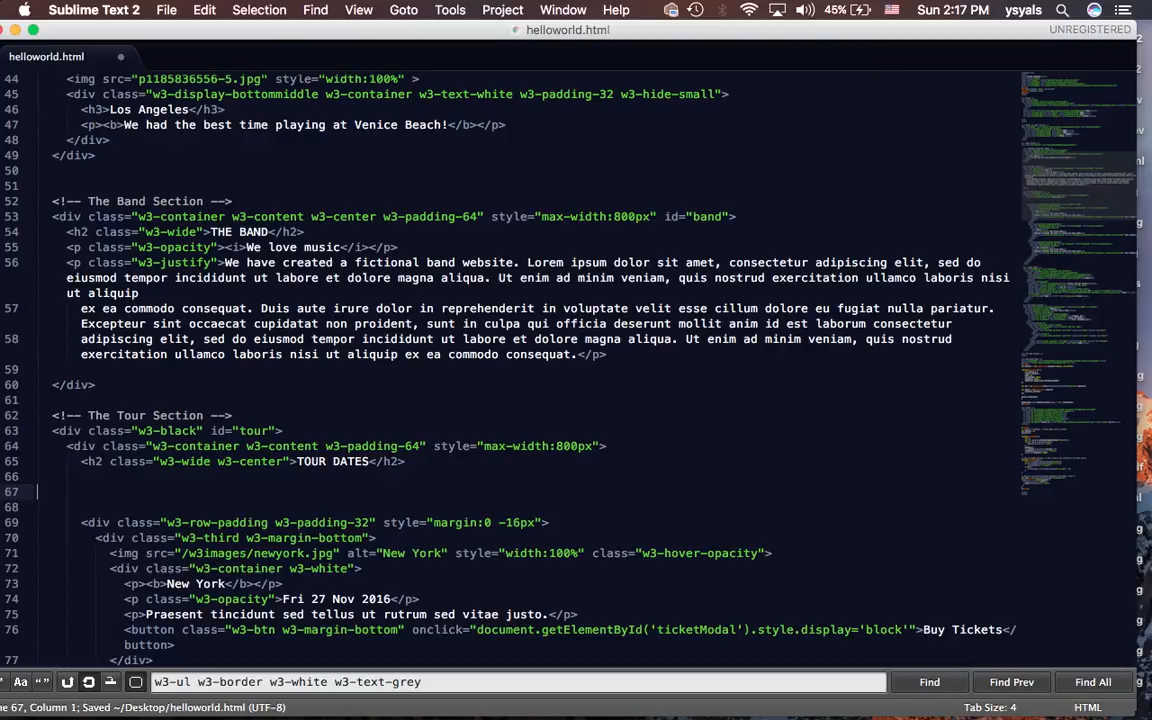 Sublime Text 2 File Edit Selection Find View Goto Tools Project Window Help 45% Sun 2:17 PM ysyals
helloworld.html UNREGISTERED
helloworld.html
44 <img src="p1185836556-5.jpg" style="width:100%" >
45 <div class="w3-display-bottommiddle w3-container w3-text-white w3-padding-32 w3-hide-small">
46 <h3>Los Angeles</h3>
47 <p><b>We had the best time playing at Venice Beach!</b></p>
48 </div>
49 </div>
50
51
52 <!-- The Band Section -->
53 <div class="w3-container w3-content w3-center w3-padding-64" style="max-width:800px" id="band">
54 <h2 class="w3-wide">THE BAND</h2>
55 <p class="w3-opacity"><i>We love music</i></p>
56 <p class="w3-justify">We have created a fictional band website. Lorem ipsum dolor sit amet, consectetur adipiscing elit, sed do
eiusmod tempor incididunt ut labore et dolore magna aliqua. Ut enim ad minim veniam, quis nostrud exercitation ullamco laboris nisi
ut aliquip
57 ex ea commodo consequat. Duis aute irure dolor in reprehenderit in voluptate velit esse cillum dolore eu fugiat nulla pariatur.
Excepteur sint occaecat cupidatat non proident, sunt in culpa qui officia deserunt mollit anim id est laborum consectetur
58 adipiscing elit, sed do eiusmod tempor incididunt ut labore et dolore magna aliqua. Ut enim ad minim veniam, quis nostrud
exercitation ullamco laboris nisi ut aliquip ex ea commodo consequat.</p>
59
60 </div>
61
62 <!-- The Tour Section -->
63 <div class="w3-black" id="tour">
64 <div class="w3-container w3-content w3-padding-64" style="max-width:800px">
65 <h2 class="w3-wide w3-center">TOUR DATES</h2>
66
67
68
69 <div class="w3-row-padding w3-padding-32" style="margin:0 -16px">
70 <div class="w3-third w3-margin-bottom">
71 <img src="/w3images/newyork.jpg" alt="New York" style="width:100%" class="w3-hover-opacity">
72 <div class="w3-container w3-white">
73 <p><b>New York</b></p>
74 <p class="w3-opacity">Fri 27 Nov 2016</p>
75 <p>Praesent tincidunt sed tellus ut rutrum sed vitae justo.</p>
76 <button class="w3-btn w3-margin-bottom" onclick="document.getElementById('ticketModal').style.display='block'">Buy Tickets</
button>
77 </div>
Aa “” w3-ul w3-border w3-white w3-text-grey Find Find Prev Find All
ne 67, Column 1; Saved ~/Desktop/helloworld.html (UTF-8) Tab Size: 4 HTML